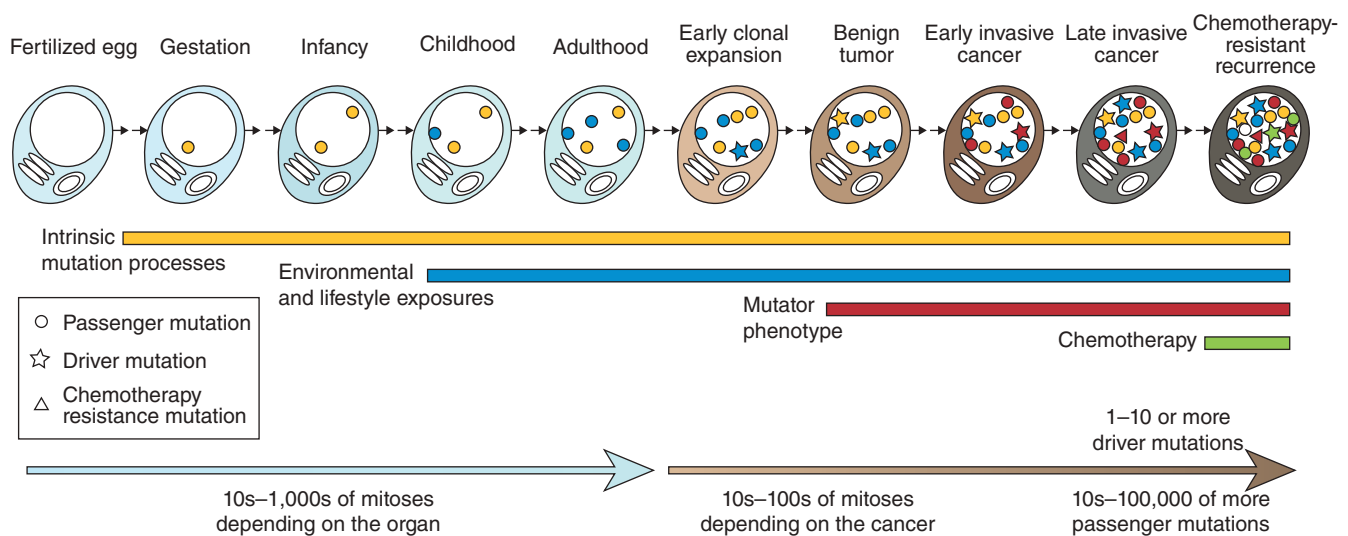 Fertilized egg
Gestation
Infancy
Childhood
Adulthood
Early clonal
expansion
Benign
tumor
Early invasive
cancer
Late invasive
cancer
Chemotherapy-
resistant
recurrence
Intrinsic
mutation processes
Environmental
and lifestyle exposures
Mutator
phenotype
Chemotherapy
Passenger mutation
Driver mutation
Chemotherapy
resistance mutation
1–10 or more
driver mutations
10s–1,000s of mitoses
depending on the organ
10s–100s of mitoses
depending on the cancer
10s–100,000 of more
passenger mutations